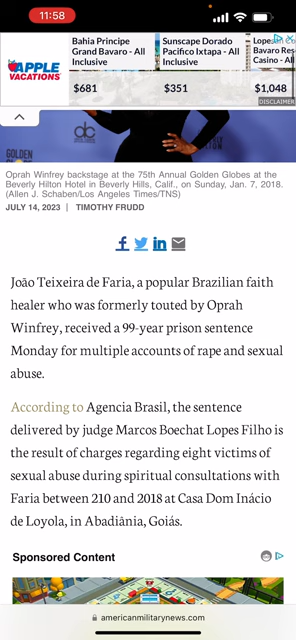 11:58
Bahia Principe
Grand Bavaro - All
Inclusive
Sunscape Dorado
Pacifico Ixtapa - All
Inclusive
Bavaro Res
Casino - All
APPLE
VACATIONS
$681
$351
$1,048
DISCLAIMER
dc
GOLDEN
Oprah Winfrey backstage at the 75th Annual Golden Globes at the
Beverly Hilton Hotel in Beverly Hills, Calif., on Sunday, Jan. 7, 2018.
(Allen J. Schaben/Los Angeles Times/TNS)
JULY 14, 2023 | TIMOTHY FRUDD
João Teixeira de Faria, a popular Brazilian faith
healer who was formerly touted by Oprah
Winfrey, received a 99-year prison sentence
Monday for multiple accounts of rape and sexual
abuse.
According to Agencia Brasil, the sentence
delivered by judge Marcos Boechat Lopes Filho is
the result of charges regarding eight victims of
sexual abuse during spiritual consultations with
Faria between 210 and 2018 at Casa Dom Inácio
de Loyola, in Abadiânia, Goiás.
Sponsored Content
americanmilitarynews.com